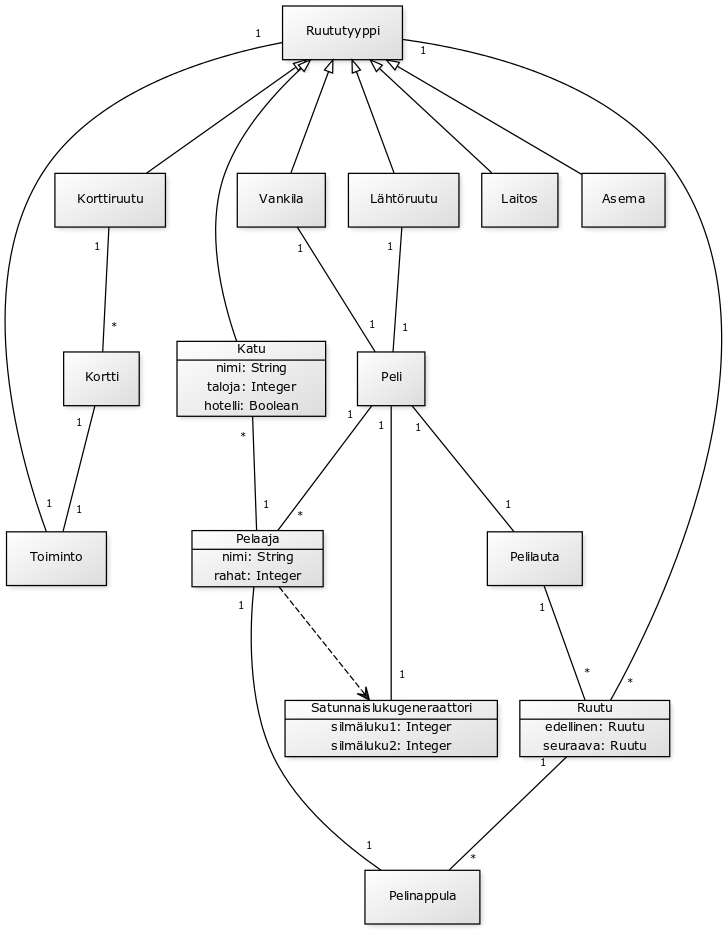 Ruututyyppi
1
1
Korttiruutu
Vankila
Lähtöruutu
Laitos
Asema
1
1
1
*
1
1
Kortti
Katu
nimi: String
taloja: Integer
hotelli: Boolean
Peli
1
*
1
1
1
1
1
1
*
1
Toiminto
Pelaaja
nimi: String
rahat: Integer
Pelilauta
1
1
1
*
*
Satunnaislukugeneraattori
silmäluku1: Integer
silmäluku2: Integer
Ruutu
edellinen: Ruutu
seuraava: Ruutu
1
1
*
Pelinappula